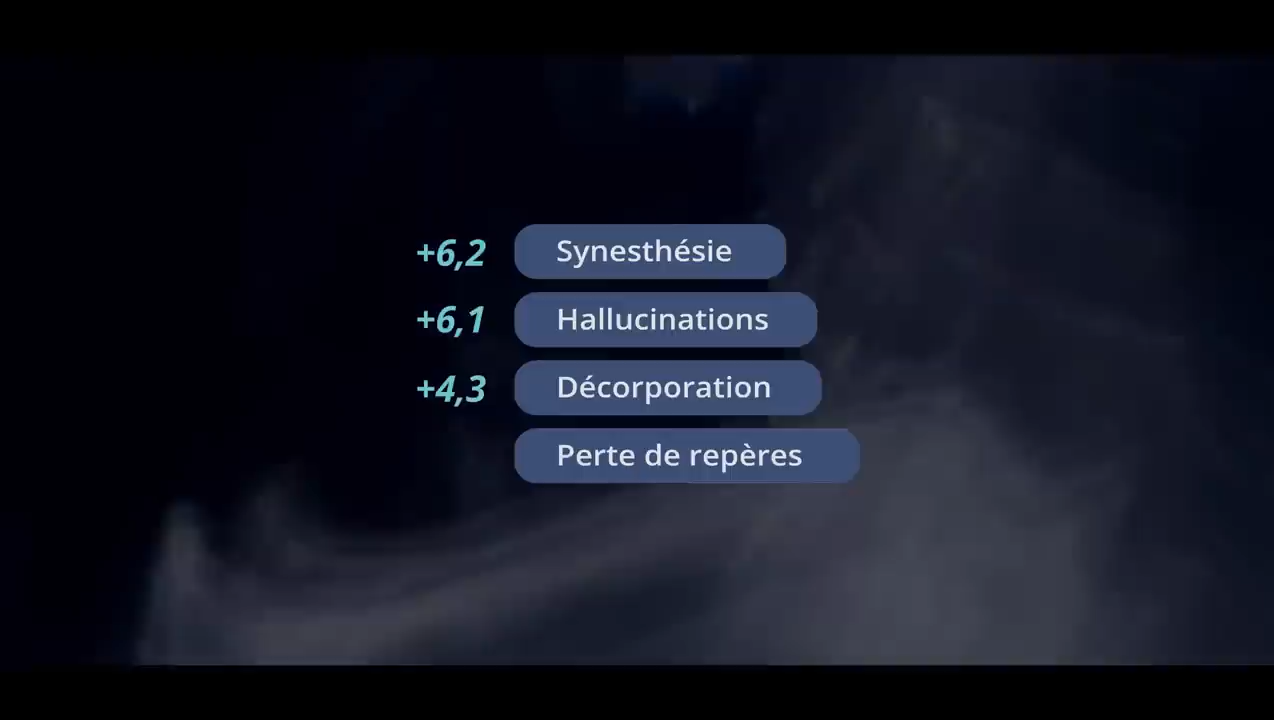 +6,2 Synesthésie
+6,1 Hallucinations
+4,3 Décorporation
Perte de repères